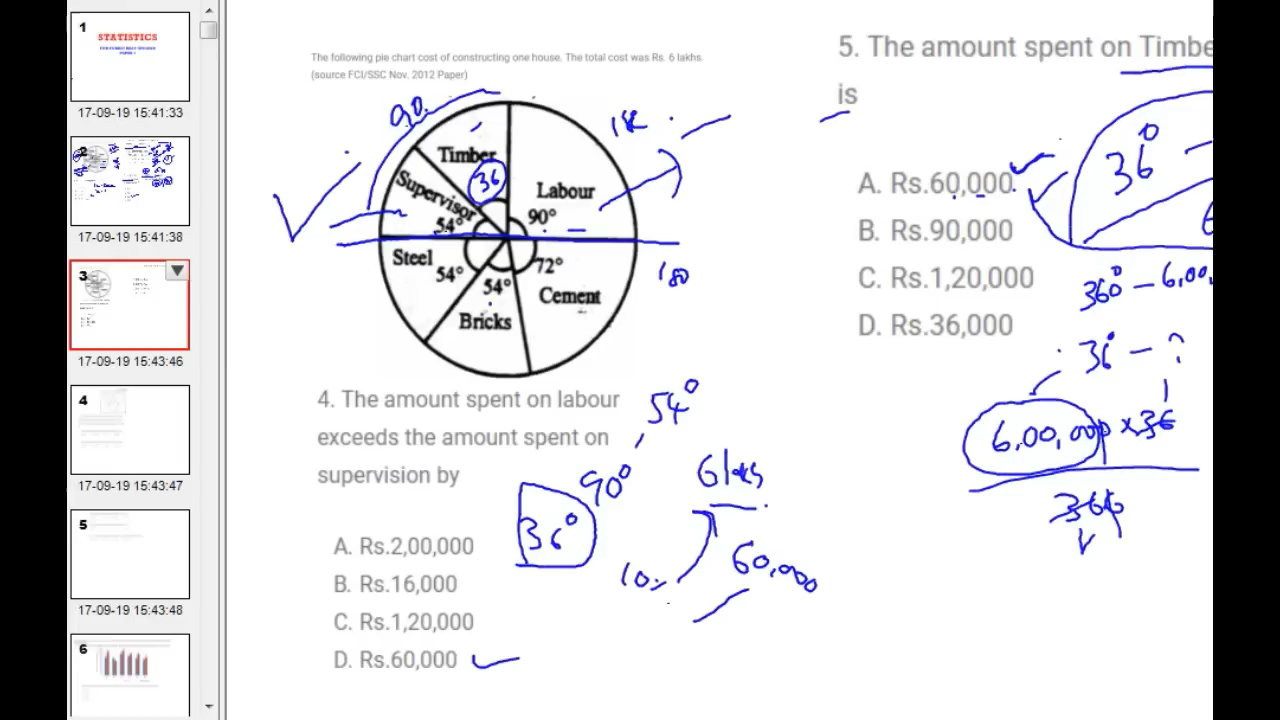 1
STATISTICS
17-09-19 15:41:33
2
17-09-19 15:41:38
3
17-09-19 15:43:46
4
17-09-19 15:43:47
5
17-09-19 15:43:48
6
The following pie chart cost of constructing one house. The total cost was Rs. 6 lakhs.
(source FCI/SSC Nov. 2012 Paper)
90
Timber
36
Supervisor
54°
Labour
90°
180
Steel
54°
54°
72°
Cement
Bricks
4. The amount spent on labour
exceeds the amount spent on
supervision by
54°
90°
36°
6 lakhs
60,000
A. Rs.2,00,000
B. Rs.16,000
C. Rs.1,20,000
D. Rs.60,000
5. The amount spent on Timbe
is
36°
A. Rs.60,000
B. Rs.90,000
C. Rs.1,20,000
D. Rs.36,000
360° – 6,00,
36° – ?
6,00,000 × 36
360